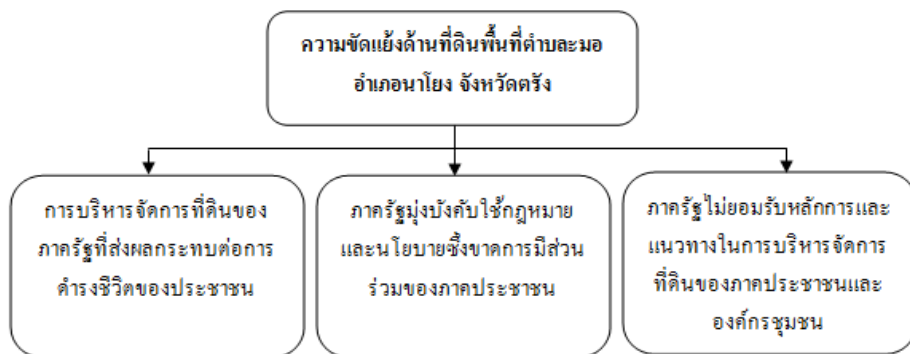 ความขัดแย้งด้านที่ดินพื้นที่ตำบลละมอ
อำเภอนาโยง จังหวัดตรัง
การบริหารจัดการที่ดินของ
ภาครัฐที่ส่งผลกระทบต่อการ
ดำรงชีวิตของประชาชน
ภาครัฐมุ่งบังคับใช้กฎหมาย
และนโยบายซึ่งขาดการมีส่วน
ร่วมของภาคประชาชน
ภาครัฐไม่ยอมรับหลักการและ
แนวทางในการบริหารจัดการ
ที่ดินของภาคประชาชนและ
องค์กรชุมชน